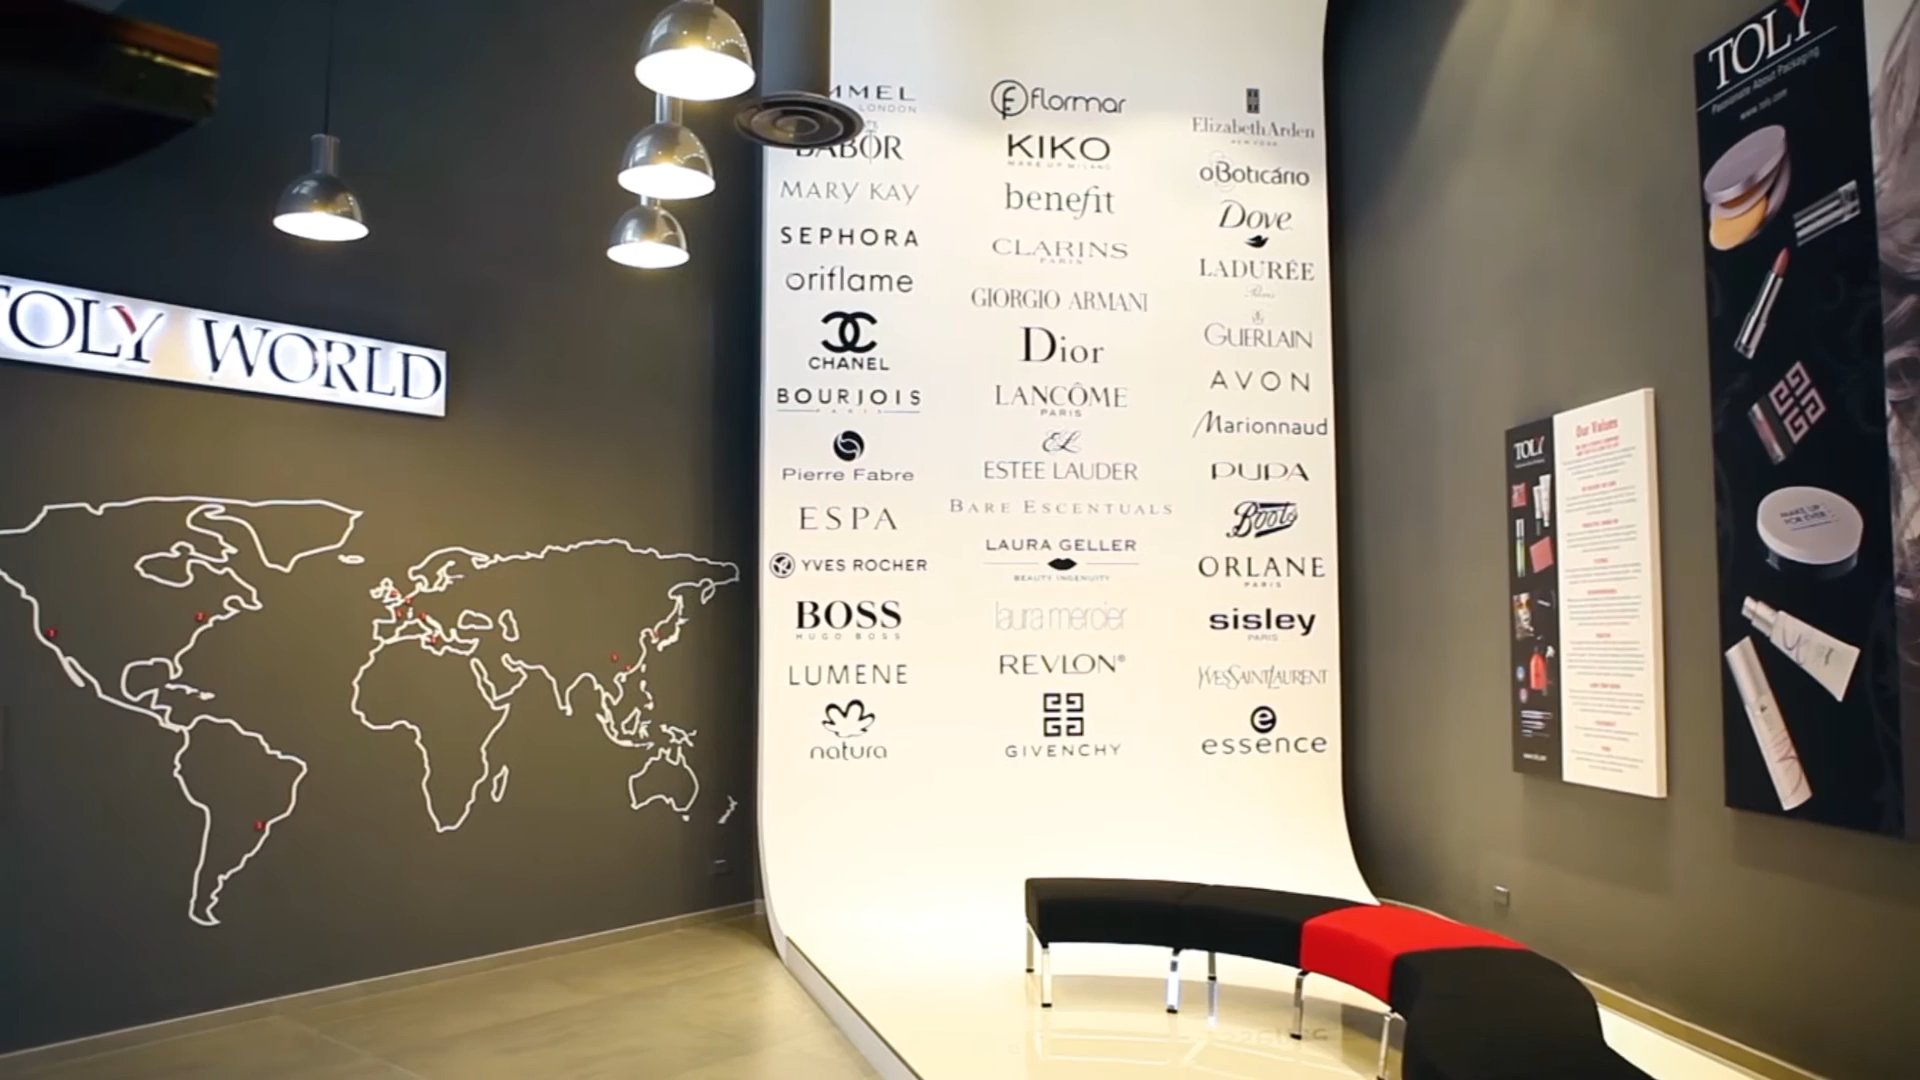 TOLY WORLD
MMEL
LONDON
BABOR
MARY KAY
SEPHORA
oriflame
CHANEL
BOURJOIS
PARIS
Pierre Fabre
ESPA
YVES ROCHER
BOSS
HUGO BOSS
LUMENE
natura
flormar
KIKO
MAKE UP MILANO
benefit
CLARINS
PARIS
GIORGIO ARMANI
Dior
LANCÔME
PARIS
EL
ESTEE LAUDER
BARE ESCENTUALS
LAURA GELLER
BEAUTY INGENUITY
laura mercier
REVLON®
GIVENCHY
Elizabeth Arden
NEW YORK
oBoticário
Dove
LADURÉE
Paris
GUERLAIN
AVON
Marionnaud
PUPA
Boots
ORLANE
PARIS
sisley
PARIS
YVESSAINTLAURENT
e
essence
TOLY
Our Values
TOLY
Passionate About Packaging
www.toly.com
MAKE UP
FOR EVER